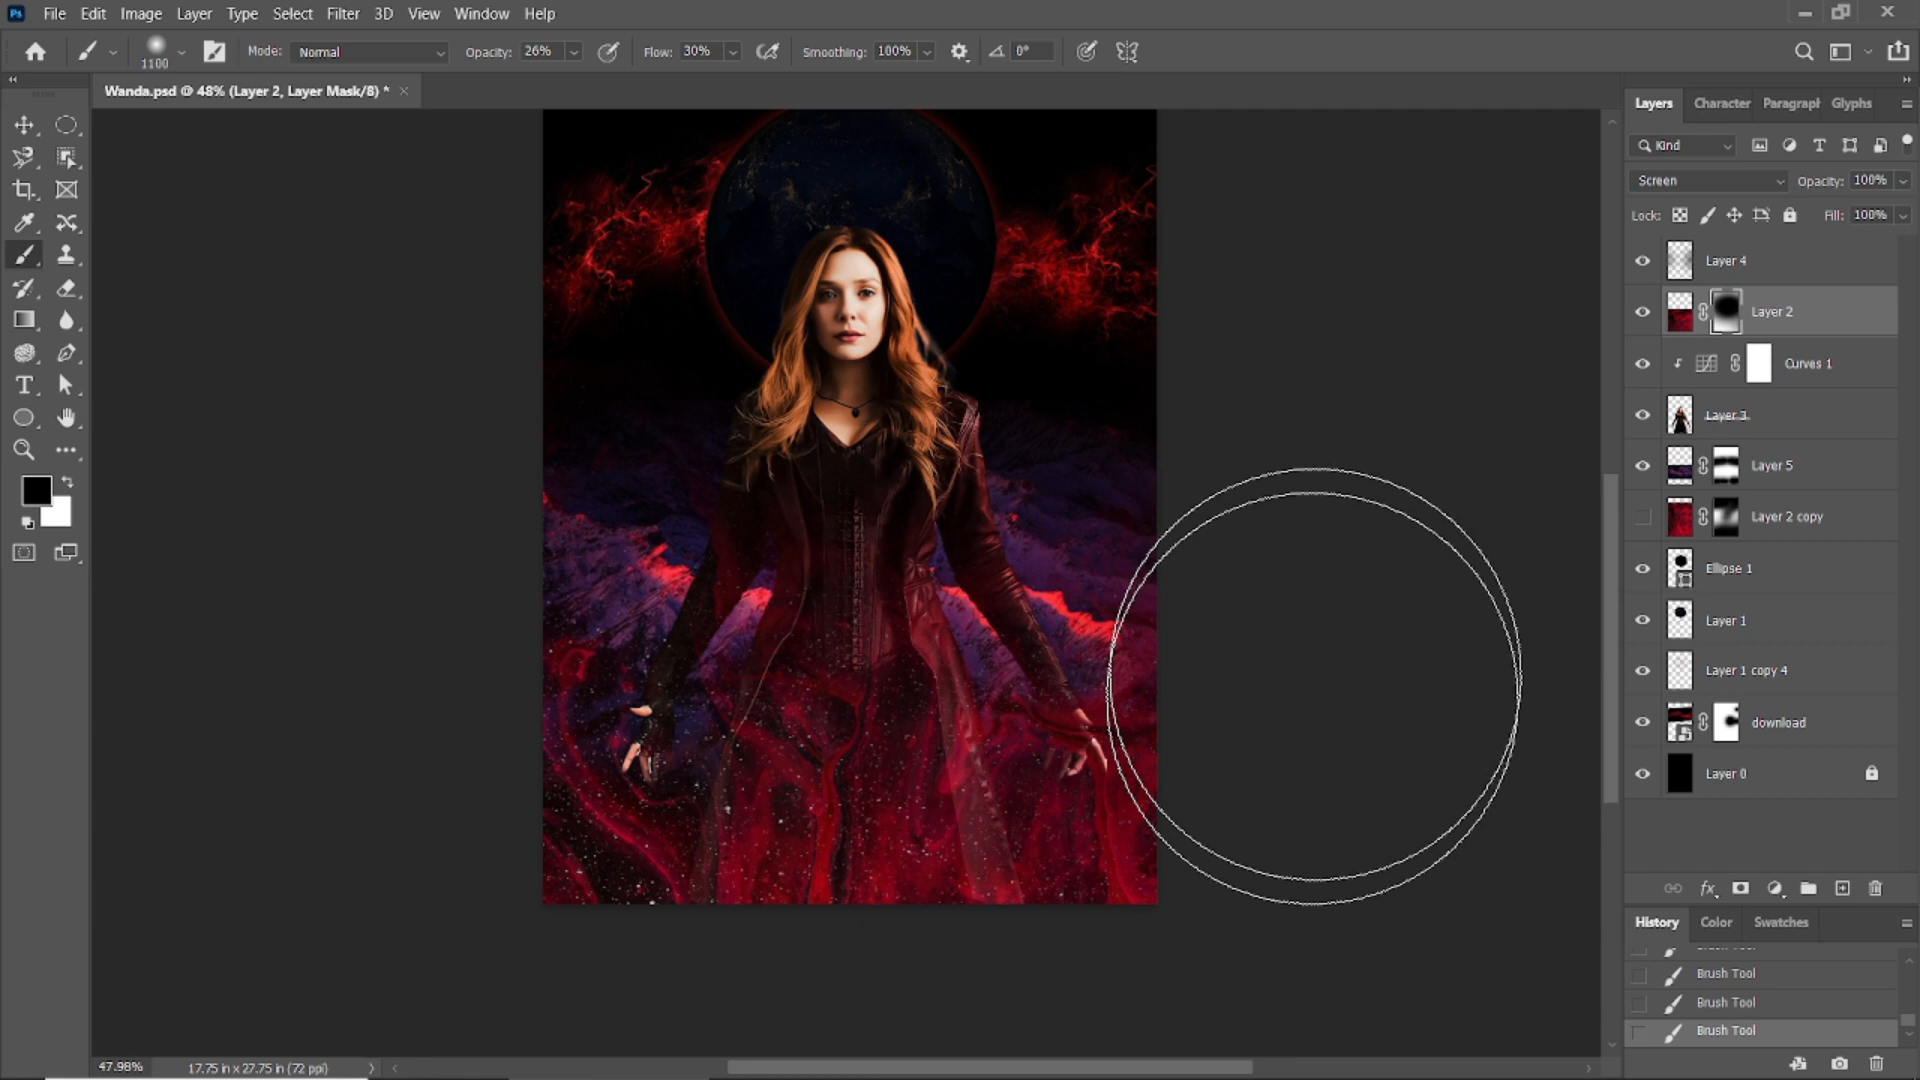 Ps File Edit Image Layer Type Select Filter 3D View Window Help
1100 Mode: Normal Opacity: 26% Flow: 30% Smoothing: 100% 0°
Wanda.psd @ 48% (Layer 2, Layer Mask/8) *
Layers Character Paragraph Glyphs
Kind
Screen Opacity: 100%
Lock: Fill: 100%
Layer 4
Layer 2
Curves 1
Layer 3
Layer 5
Layer 2 copy
Ellipse 1
Layer 1
Layer 1 copy 4
download
Layer 0
fx
History Color Swatches
Brush Tool
Brush Tool
Brush Tool
Brush Tool
47.98% 17.75 in x 27.75 in (72 ppi)